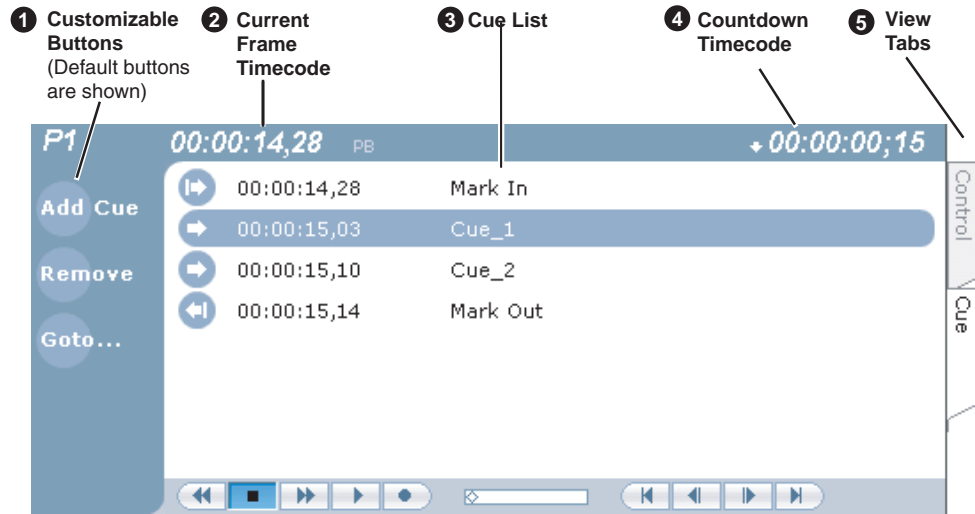 1 Customizable Buttons (Default buttons are shown)
2 Current Frame Timecode
3 Cue List
4 Countdown Timecode
5 View Tabs
P1 00:00:14,28 PB 00:00:00;15
Add Cue
Remove
Goto...
00:00:14,28 Mark In
00:00:15,03 Cue_1
00:00:15,10 Cue_2
00:00:15,14 Mark Out
Control
Cue